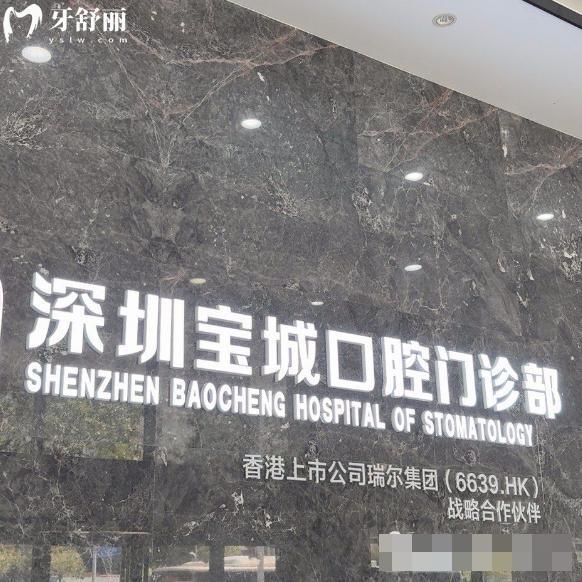 牙舒丽
yslw.com
深圳宝城口腔门诊部
SHENZHEN BAOCHENG HOSPITAL OF STOMATOLOGY
香港上市公司瑞尔集团(6639.HK)
战略合作伙伴